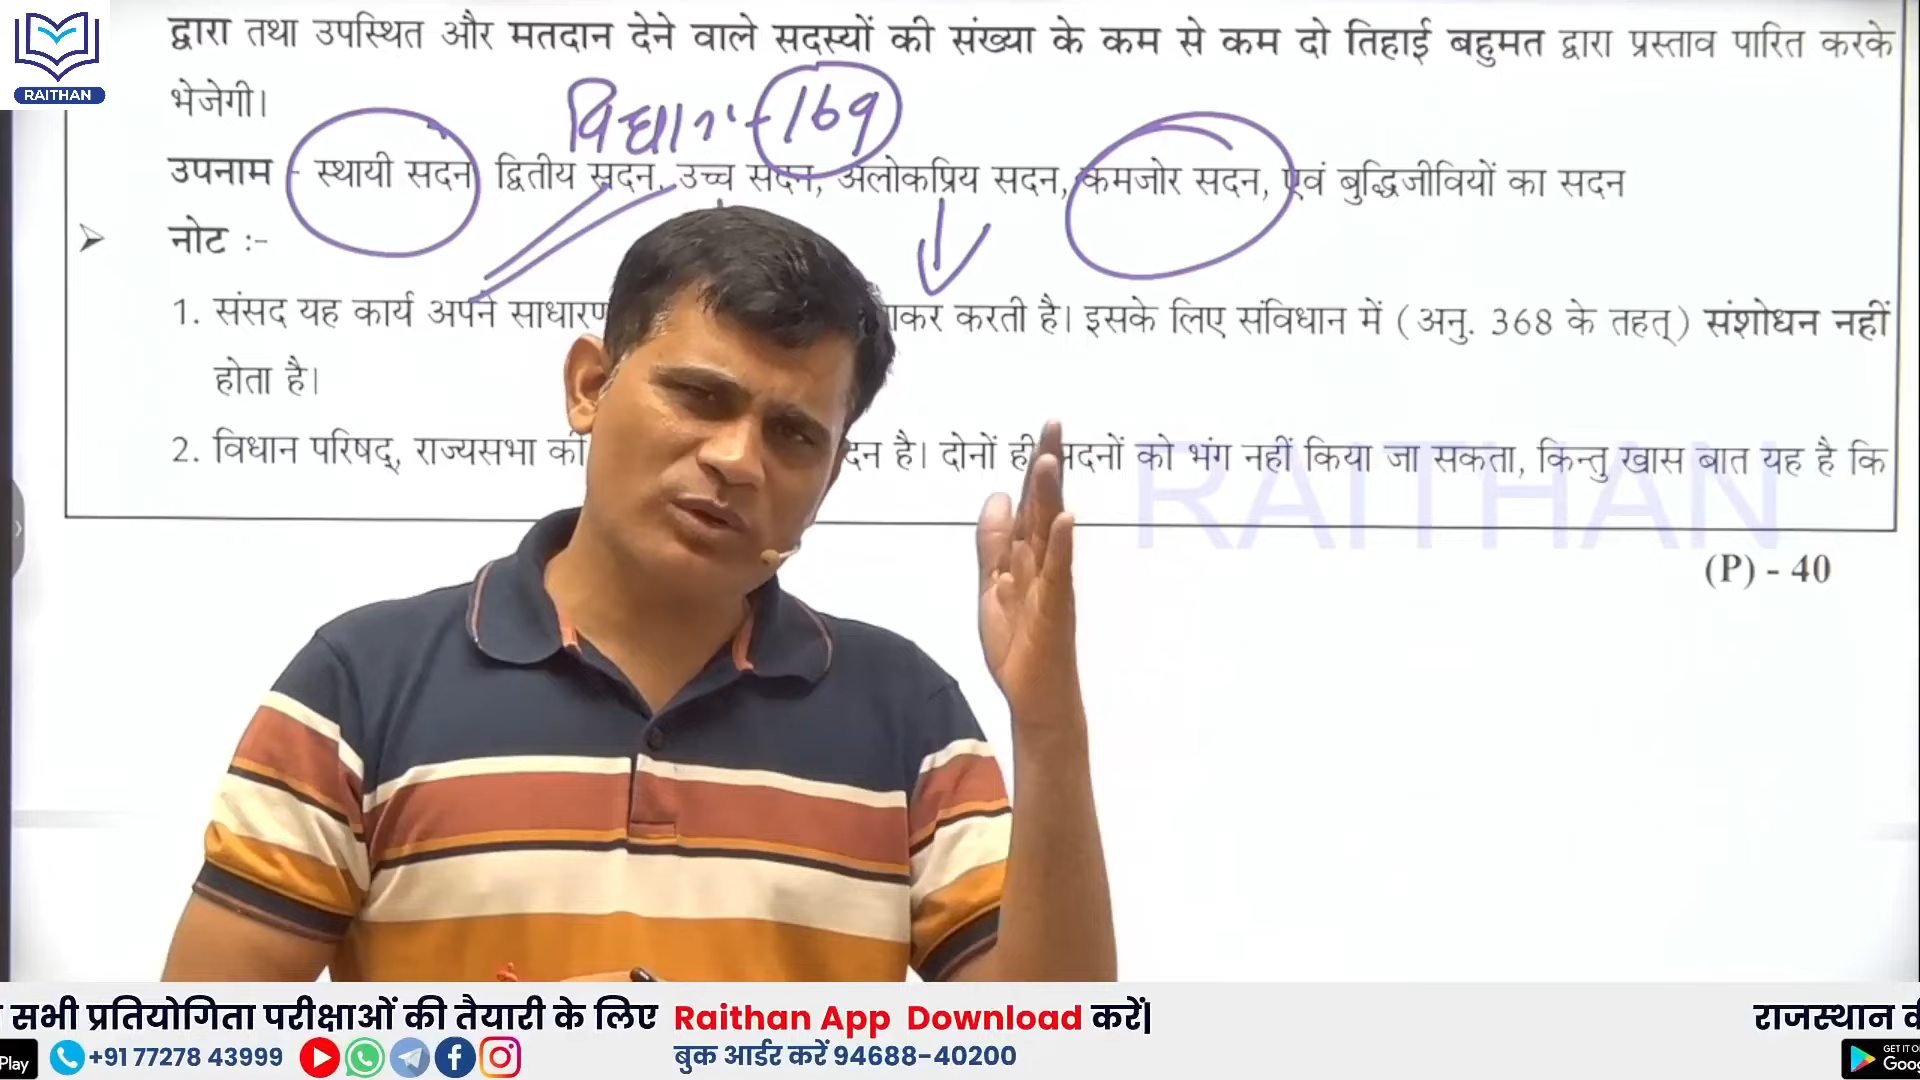 द्वारा तथा उपस्थित और मतदान देने वाले सदस्यों की संख्या के कम से कम दो तिहाई बहुमत द्वारा प्रस्ताव पारित करके
RAITHAN
भेजेगी।
169
उपनाम - स्थायी सदन, द्वितीय सदन, उच्च सदन, अलोकप्रिय सदन, कमजोर सदन, एवं बुद्धिजीवियों का सदन
➢ नोट :-
1. संसद यह कार्य अपने साधारण करती है। इसके लिए संविधान में (अनु. 368 के तहत्) संशोधन नहीं
होता है।
2. विधान परिषद्, राज्यसभा की है। दोनों ही सदनों को भंग नहीं किया जा सकता, किन्तु खास बात यह है कि
RAITHAN
(P) - 40
सभी प्रतियोगिता परीक्षाओं की तैयारी के लिए Raithan App Download करें| राजस्थान
Play +91 77278 43999 बुक आर्डर करें 94688-40200 GET IT